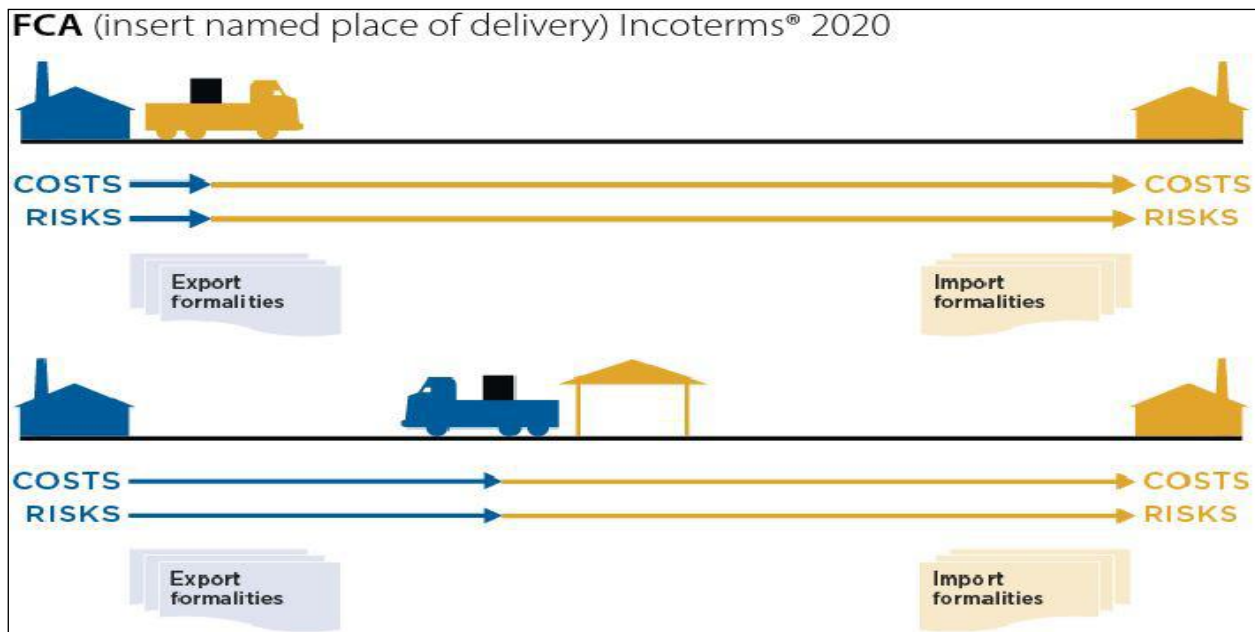 FCA (insert named place of delivery) Incoterms® 2020
COSTS COSTS
RISKS RISKS
Export Import
formalities formalities
COSTS COSTS
RISKS RISKS
Export Import
formalities formalities